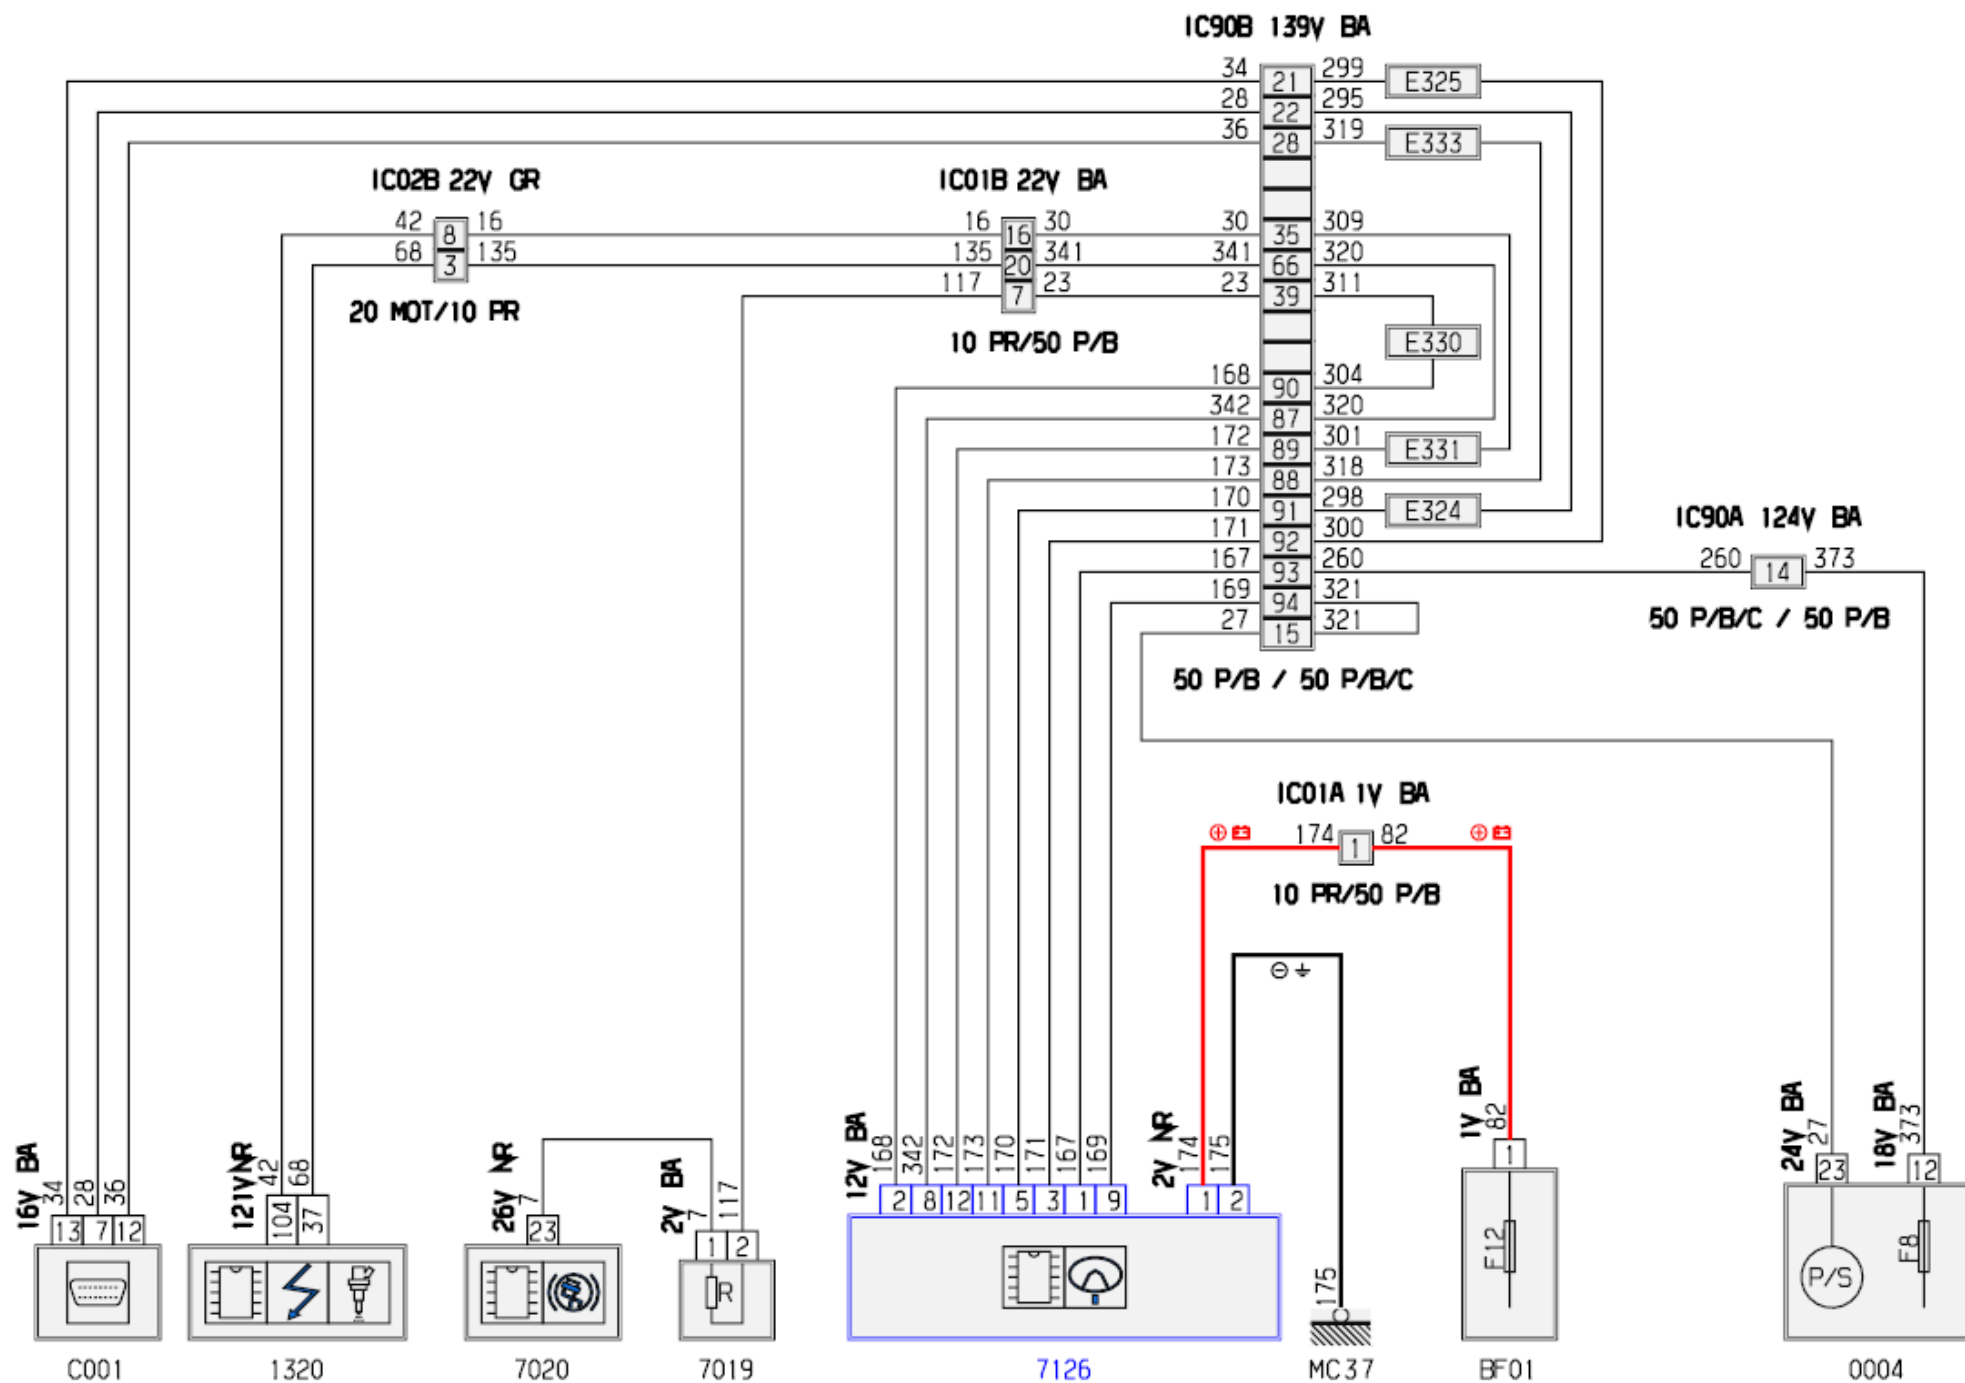 IC90B 139V BA
34 21 299 E325
28 22 295
36 28 319 E333
IC02B 22V GR
IC01B 22V BA
42 8 16
16 16 30
30 35 309
68 3 135
135 20 341
341 66 320
117 7 23
23 39 311
20 MOT/10 PR
10 PR/50 P/B
E330
168 90 304
342 87 320
172 89 301 E331
173 88 318
170 91 298 E324
171 92 300
IC90A 124V BA
167 93 260
260 14 373
169 94 321
27 15 321
50 P/B/C / 50 P/B
50 P/B / 50 P/B/C
IC01A 1V BA
174 1 82
10 PR/50 P/B
16V BA
34 28 36
13 7 12
C001
121V NR
42 68
104 37
1320
26V NR
7
23
7020
2V BA
7 117
1 2
R
7019
12V BA
168 342 172 173 170 171 167 169
2 8 12 11 5 3 1 9
2V NR
174 175
1 2
7126
175
MC37
1V BA
82
1
F12
BF01
24V BA
27
23
P/S
18V BA
373
12
F8
0004